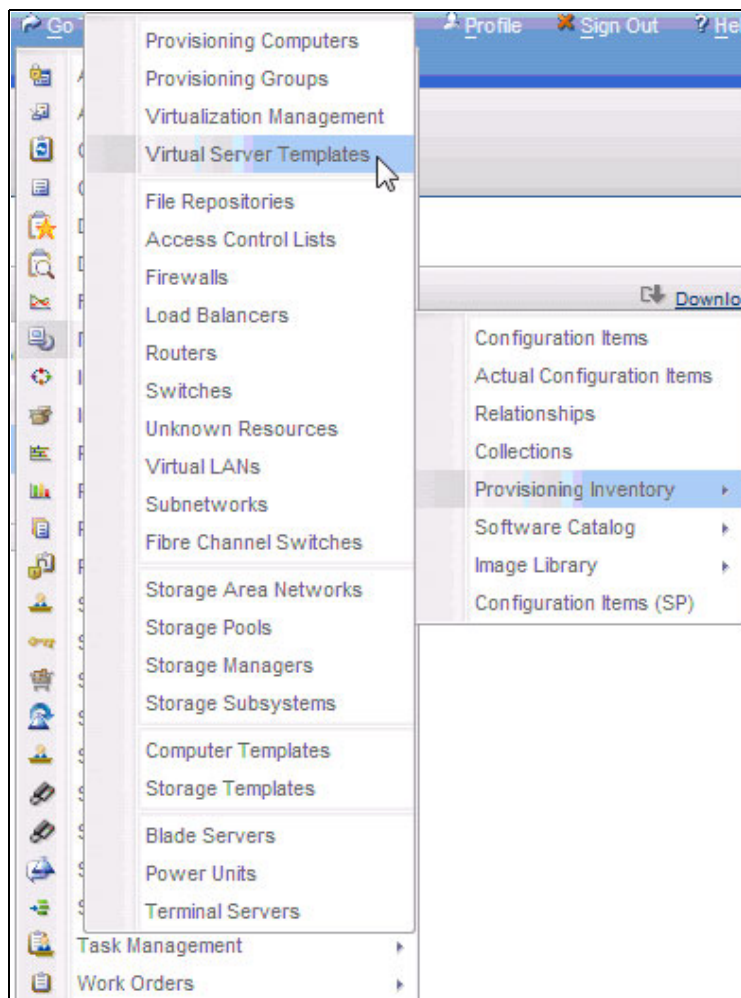 Go
Profile
Sign Out
? He
Provisioning Computers
Provisioning Groups
Virtualization Management
Virtual Server Templates
File Repositories
Access Control Lists
Firewalls
Load Balancers
Routers
Switches
Unknown Resources
Virtual LANs
Subnetworks
Fibre Channel Switches
Storage Area Networks
Storage Pools
Storage Managers
Storage Subsystems
Computer Templates
Storage Templates
Blade Servers
Power Units
Terminal Servers
Task Management
Work Orders
Downlo
Configuration Items
Actual Configuration Items
Relationships
Collections
Provisioning Inventory
Software Catalog
Image Library
Configuration Items (SP)